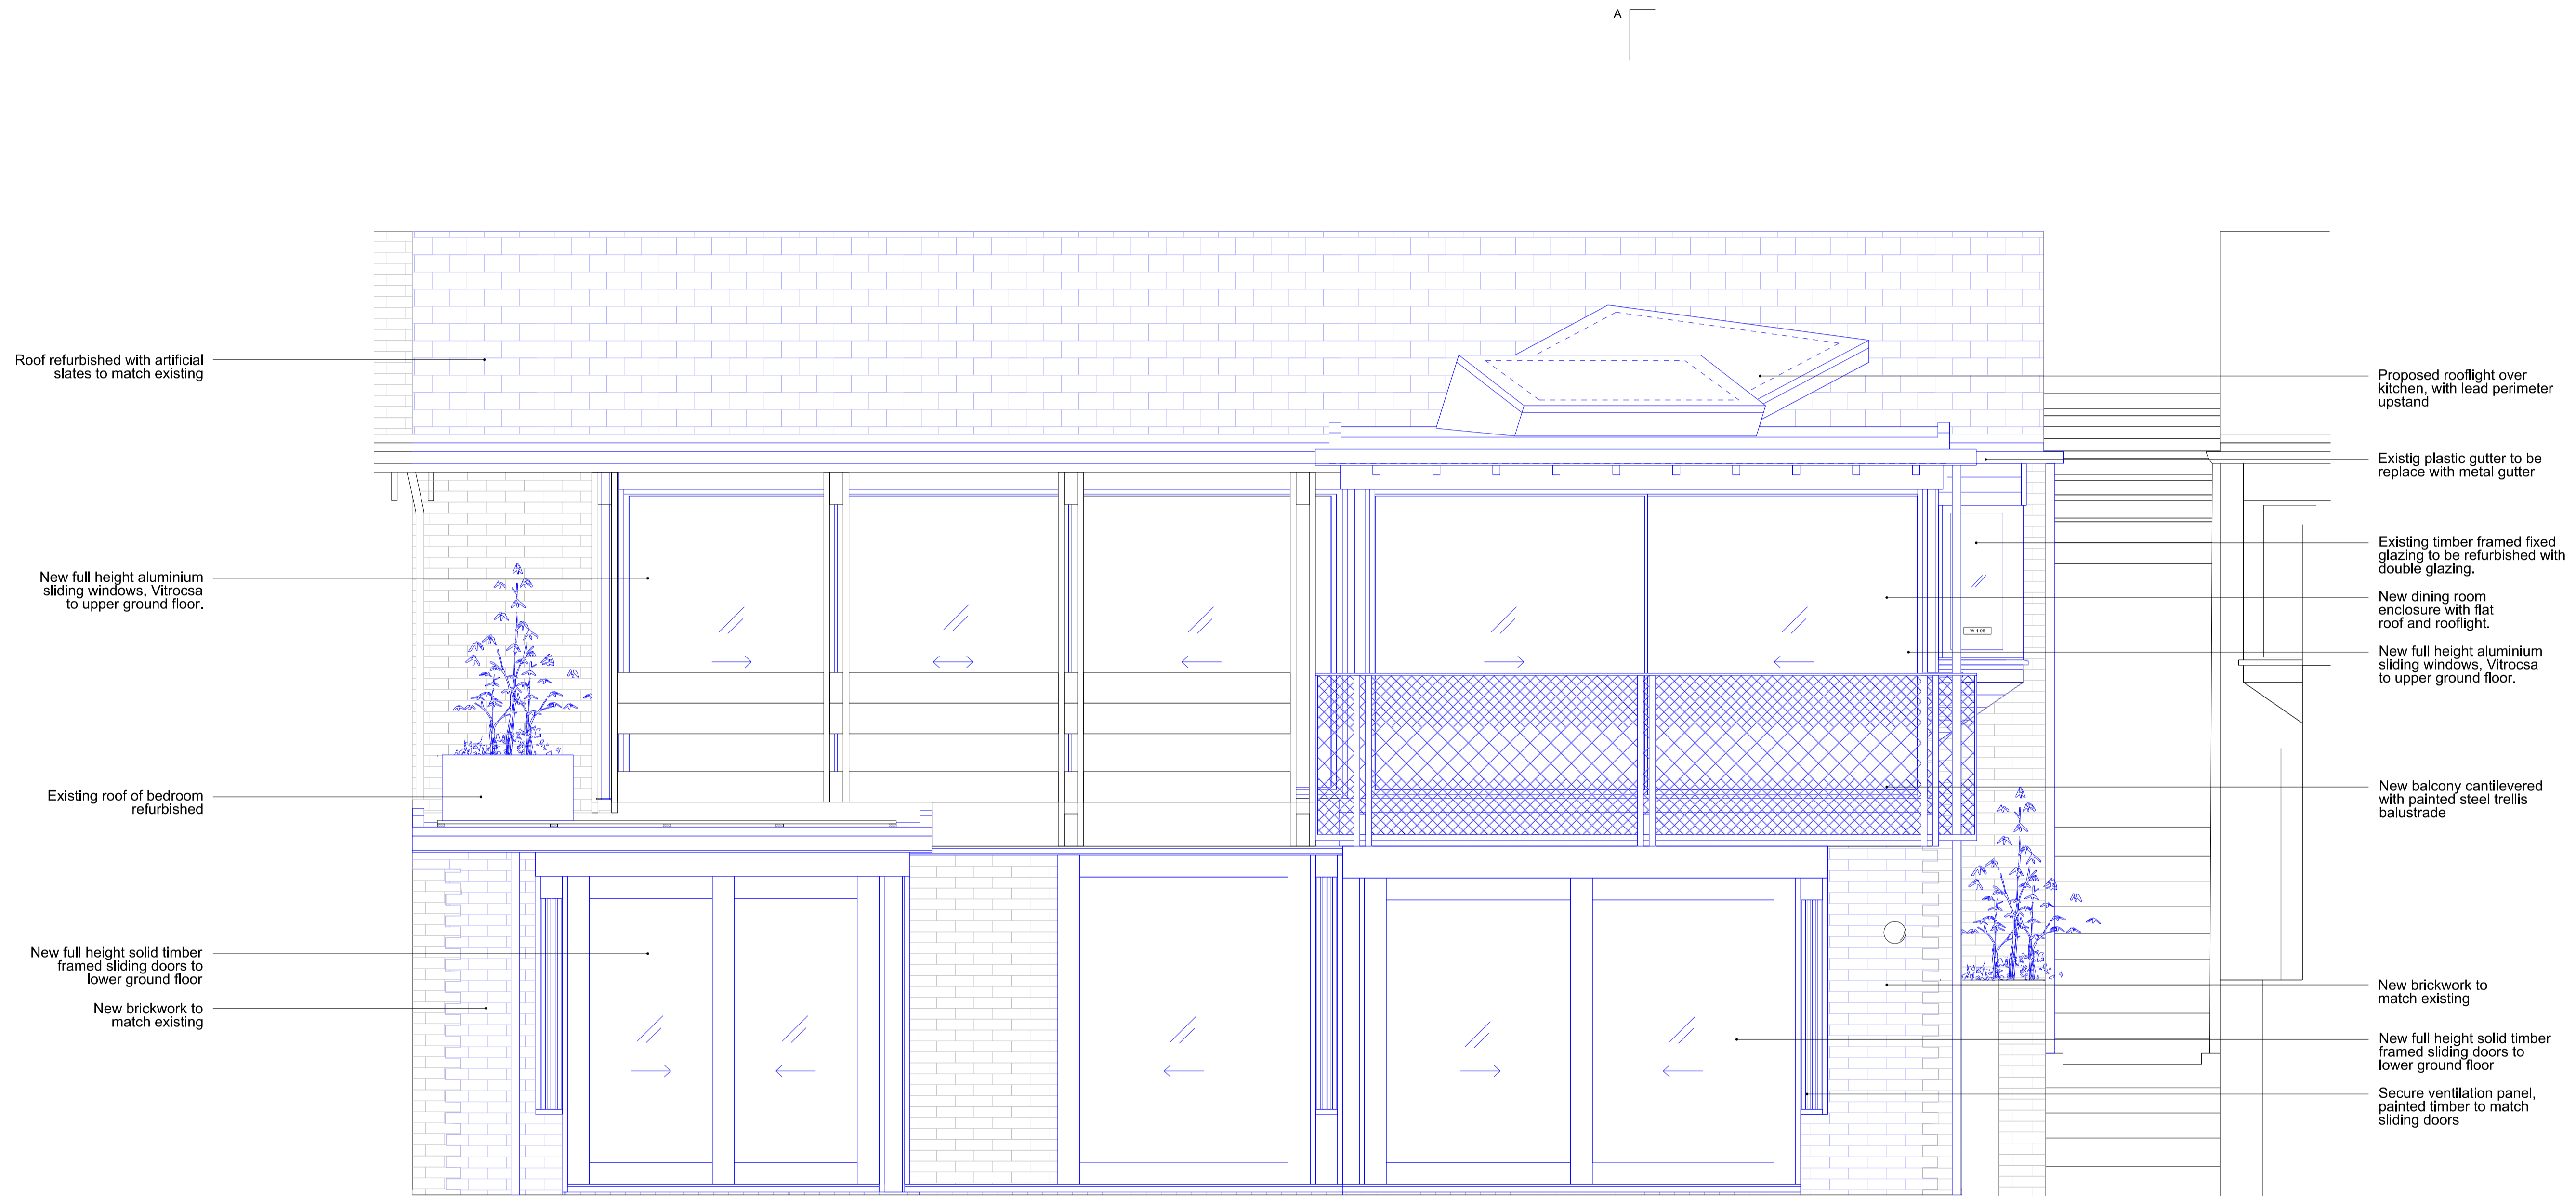 A
Roof refurbished with artificial
slates to match existing
New full height aluminium
sliding windows, Vitrocsa
to upper ground floor.
Existing roof of bedroom
refurbished
New full height solid timber
framed sliding doors to
lower ground floor
New brickwork to
match existing
Proposed rooflight over
kitchen, with lead perimeter
upstand
Existig plastic gutter to be
replace with metal gutter
Existing timber framed fixed
glazing to be refurbished with
double glazing.
New dining room
enclosure with flat
roof and rooflight.
W-1-06
New full height aluminium
sliding windows, Vitrocsa
to upper ground floor.
New balcony cantilevered
with painted steel trellis
balustrade
New brickwork to
match existing
New full height solid timber
framed sliding doors to
lower ground floor
Secure ventilation panel,
painted timber to match
sliding doors